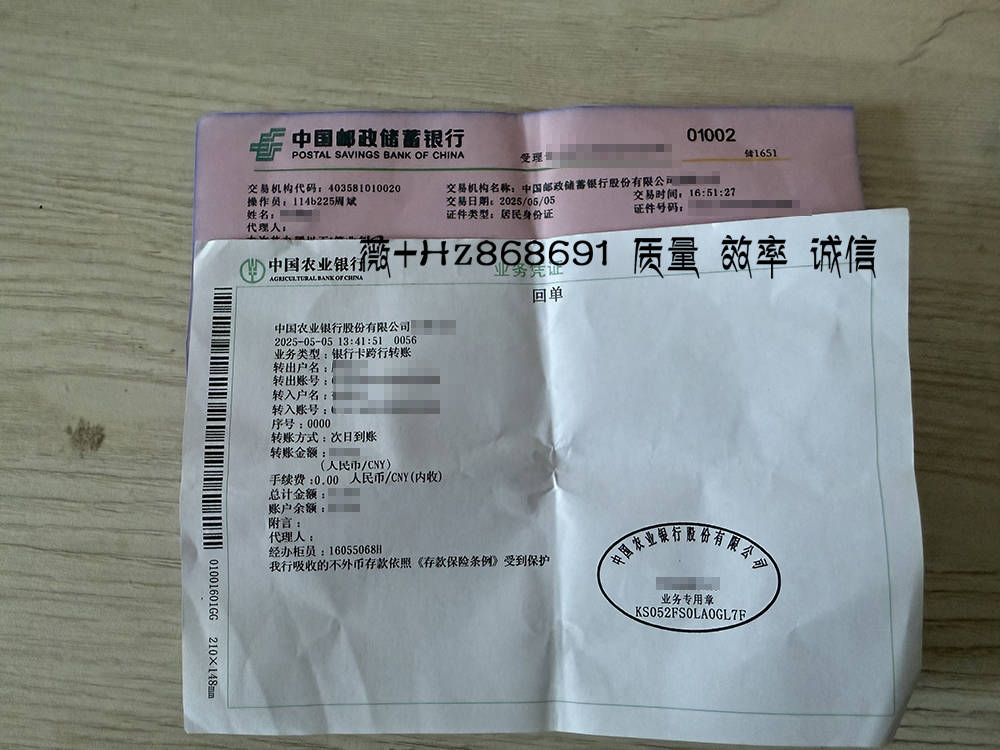 中国邮政储蓄银行
POSTAL SAVINGS BANK OF CHINA
01002
受理
储1651
交易机构代码：403581010020
交易机构名称：中国邮政储蓄银行股份有限公司
操作员：114b225周斌
交易日期：2025/05/05
交易时间：16:51:27
姓名：
证件类型：居民身份证
证件号码：
代理人：
薇+Hz868691 质量 效率 诚信
中国农业银行
AGRICULTURAL BANK OF CHINA
业务凭证
回单
中国农业银行股份有限公司
2025-05-05 13:41:51 0056
业务类型：银行卡跨行转账
转出户名：
转出账号：
转入户名：
转入账号：
序号：0000
转账方式：次日到账
转账金额：
(人民币/CNY)
手续费：0.00 人民币/CNY(内收)
总计金额：
账户余额：
附言：
代理人：
经办柜员：16055068H
我行吸收的不外币存款依照《存款保险条例》受到保护
中国农业银行股份有限公司
业务专用章
KS052FS0LA0GL7F
01001601GG 210×148mm